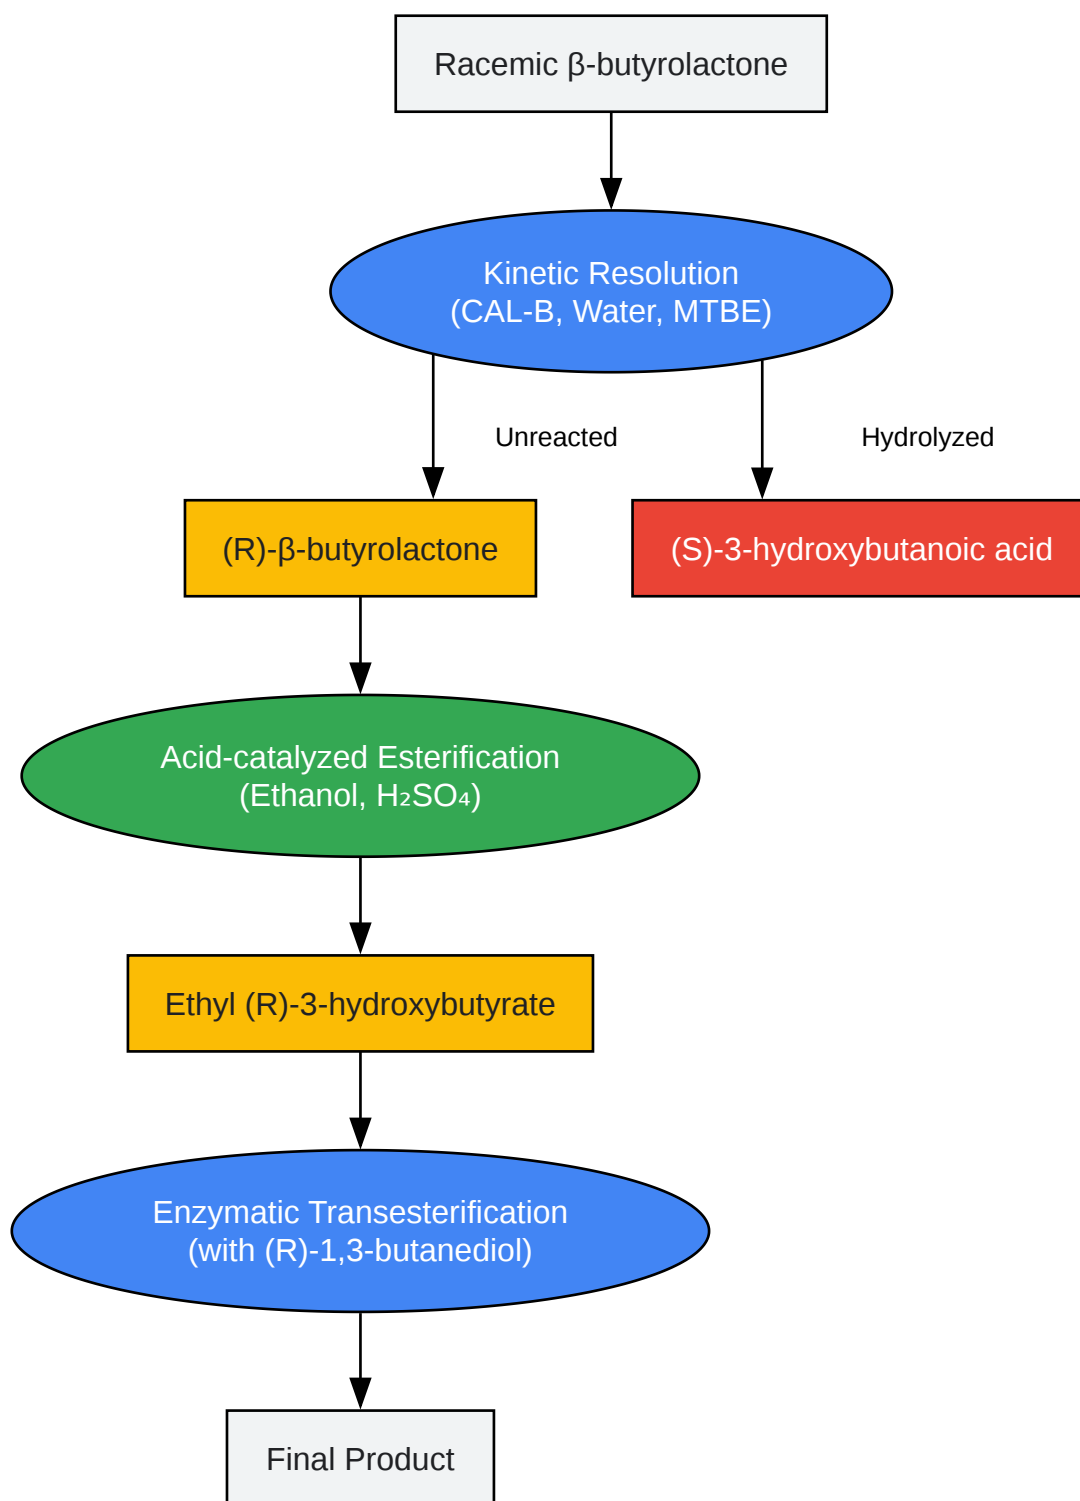 Racemic β-butyrolactone
Kinetic Resolution
(CAL-B, Water, MTBE)
Unreacted
Hydrolyzed
(R)-β-butyrolactone
(S)-3-hydroxybutanoic acid
Acid-catalyzed Esterification
(Ethanol, H₂SO₄)
Ethyl (R)-3-hydroxybutyrate
Enzymatic Transesterification
(with (R)-1,3-butanediol)
Final Product